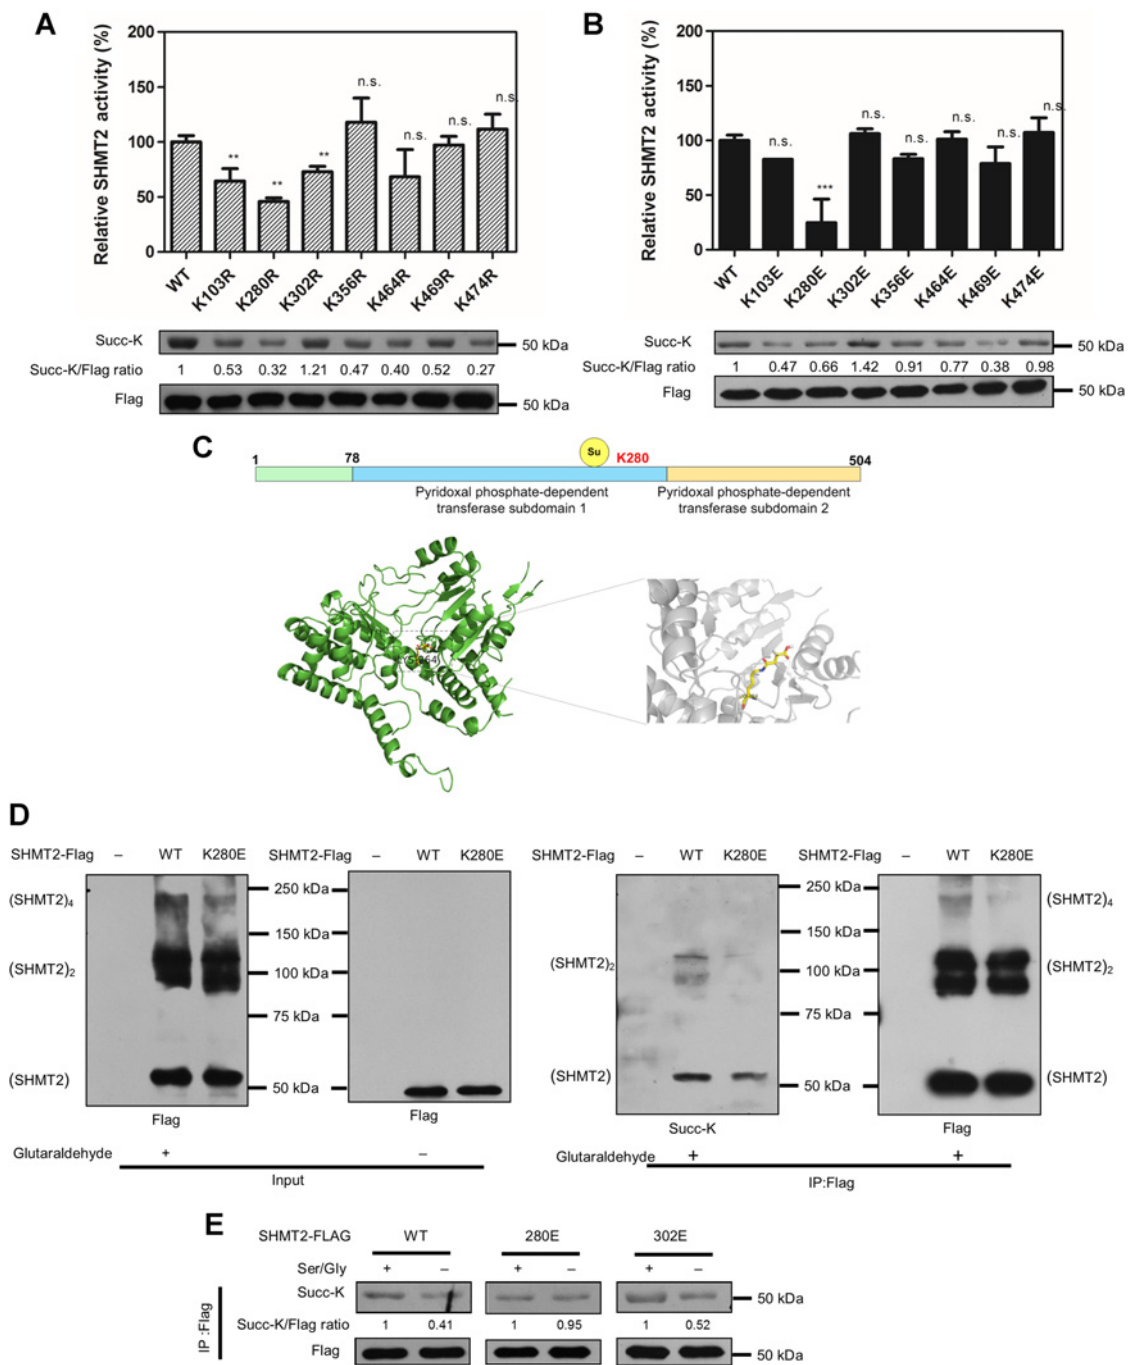 A
Relative SHMT2 activity (%)
200
150
100
50
0
** ** ** n.s. n.s. n.s. n.s.
WT K103R K280R K302R K356R K464R K469R K474R
Succ-K 50 kDa
Succ-K/Flag ratio 1 0.53 0.32 1.21 0.47 0.40 0.52 0.27
Flag 50 kDa
B
Relative SHMT2 activity (%)
200
150
100
50
0
n.s. *** n.s. n.s. n.s. n.s. n.s.
WT K103E K280E K302E K356E K464E K469E K474E
Succ-K 50 kDa
Succ-K/Flag ratio 1 0.47 0.66 1.42 0.91 0.77 0.38 0.98
Flag 50 kDa
C
Su
1 78 K280 504
Pyridoxal phosphate-dependent
transferase subdomain 1
Pyridoxal phosphate-dependent
transferase subdomain 2
D
SHMT2-Flag – WT K280E SHMT2-Flag – WT K280E
(SHMT2)4
(SHMT2)2
(SHMT2)
250 kDa
150 kDa
100 kDa
75 kDa
50 kDa
Flag Flag
Glutaraldehyde + –
Input
SHMT2-Flag – WT K280E SHMT2-Flag – WT K280E
(SHMT2)2
(SHMT2)
250 kDa
150 kDa
100 kDa
75 kDa
50 kDa
(SHMT2)4
(SHMT2)2
(SHMT2)
Succ-K Flag
Glutaraldehyde + +
IP:Flag
E
SHMT2-FLAG WT 280E 302E
Ser/Gly + – + – + –
IP :Flag
Succ-K 50 kDa
Succ-K/Flag ratio 1 0.41 1 0.95 1 0.52
Flag 50 kDa